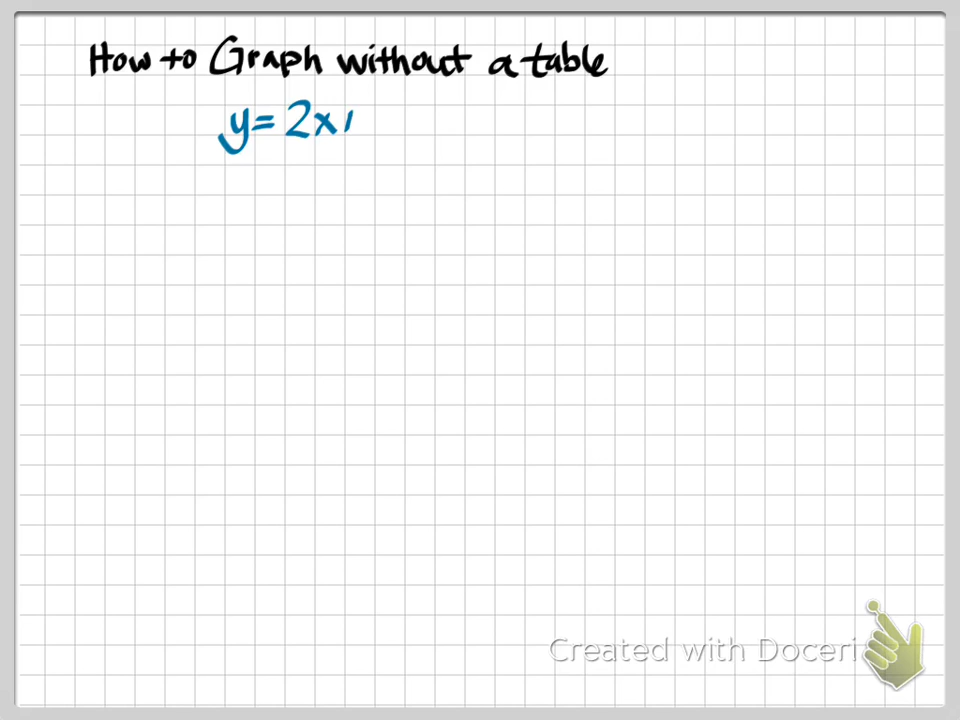 How to Graph without a table
y = 2x
Created with Doceri